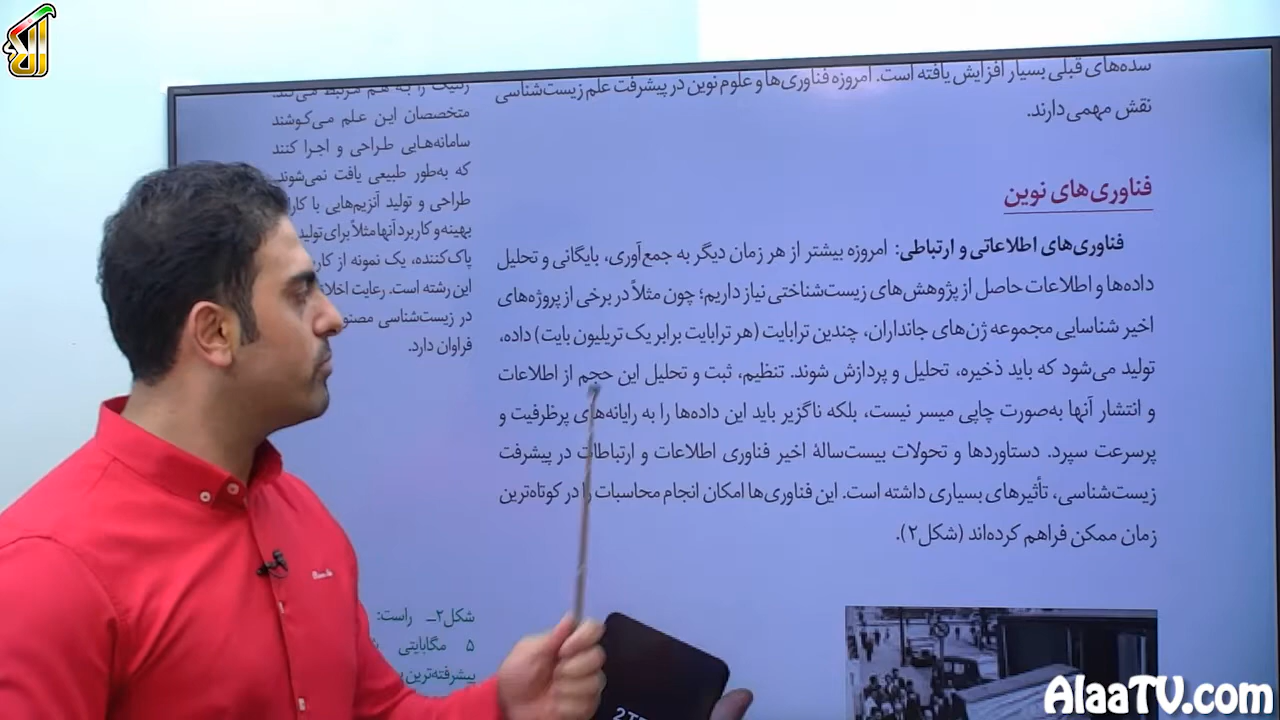 سده‌های قبلی بسیار افزایش یافته است. امروزه فناوری‌ها و علوم نوین در پیشرفت علم زیست‌شناسی
نقش مهمی دارند.
فناوری‌های نوین
فناوری‌های اطلاعاتی و ارتباطی: امروزه بیشتر از هر زمان دیگر به جمع‌آوری، بایگانی و تحلیل
داده‌ها و اطلاعات حاصل از پژوهش‌های زیست‌شناختی نیاز داریم؛ چون مثلاً در برخی از پروژه‌های
اخیر شناسایی مجموعه ژن‌های جانداران، چندین ترابایت (هر ترابایت برابر یک تریلیون بایت) داده،
تولید می‌شود که باید ذخیره، تحلیل و پردازش شوند. تنظیم، ثبت و تحلیل این حجم از اطلاعات
و انتشار آنها به‌صورت چاپی میسر نیست، بلکه ناگزیر باید این داده‌ها را به رایانه‌های پرظرفیت و
پرسرعت سپرد. دستاوردها و تحولات بیست‌سالهٔ اخیر فناوری اطلاعات و ارتباطات در پیشرفت
زیست‌شناسی، تأثیرهای بسیاری داشته است. این فناوری‌ها امکان انجام محاسبات را در کوتاه‌ترین
زمان ممکن فراهم کرده‌اند (شکل۲).
را به هم مرتبط می‌کند.
متخصصان این علم می‌کوشند
سامانه‌هایی طراحی و اجرا کنند
که به‌طور طبیعی یافت نمی‌شوند.
طراحی و تولید آنزیم‌هایی با
بهینه و کاربرد آنها مثلاً برای تولید
پاک‌کننده، یک نمونه از
این رشته است. رعایت
در زیست‌شناسی
فراوان دارد.
شکل۲ــ راست:
۵ مگابایتی
پیشرفته‌ترین
2T
AlaaTV.com